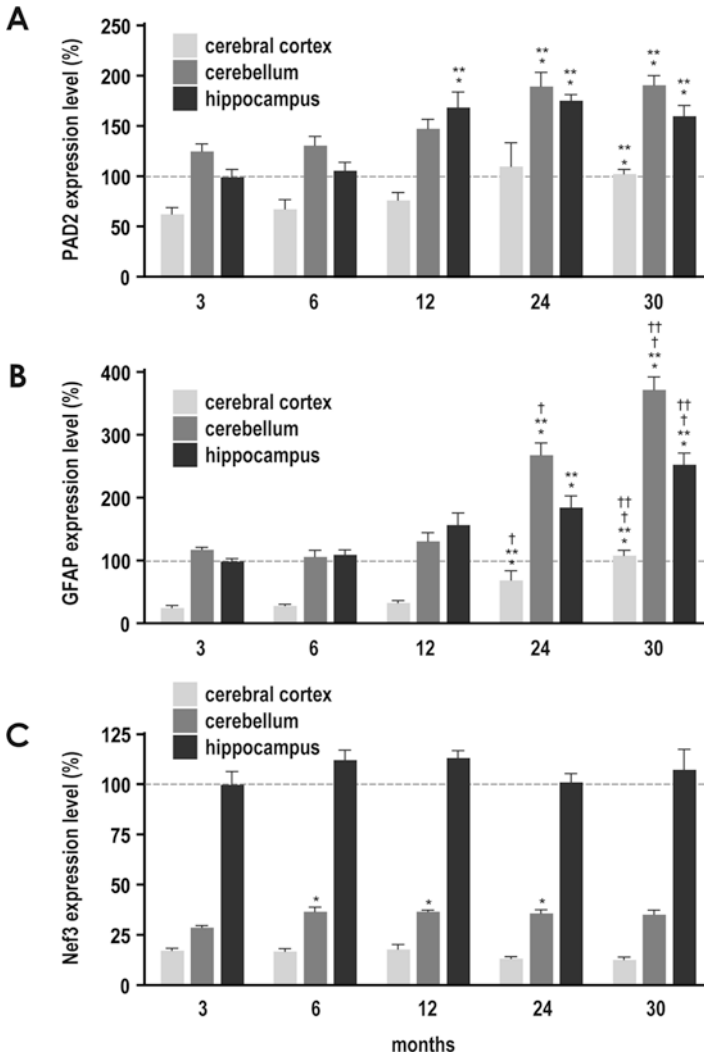 A
cerebral cortex
cerebellum
hippocampus
PAD2 expression level (%)
250
200
150
100
50
0
** * ** * ** * ** * ** * ** *
3 6 12 24 30
B
cerebral cortex
cerebellum
hippocampus
GFAP expression level (%)
400
300
200
100
0
† ** * † ** * ** * †† † ** * †† † ** * †† † ** *
3 6 12 24 30
C
cerebral cortex
cerebellum
hippocampus
Nef3 expression level (%)
125
100
75
50
25
0
* * *
3 6 12 24 30
months